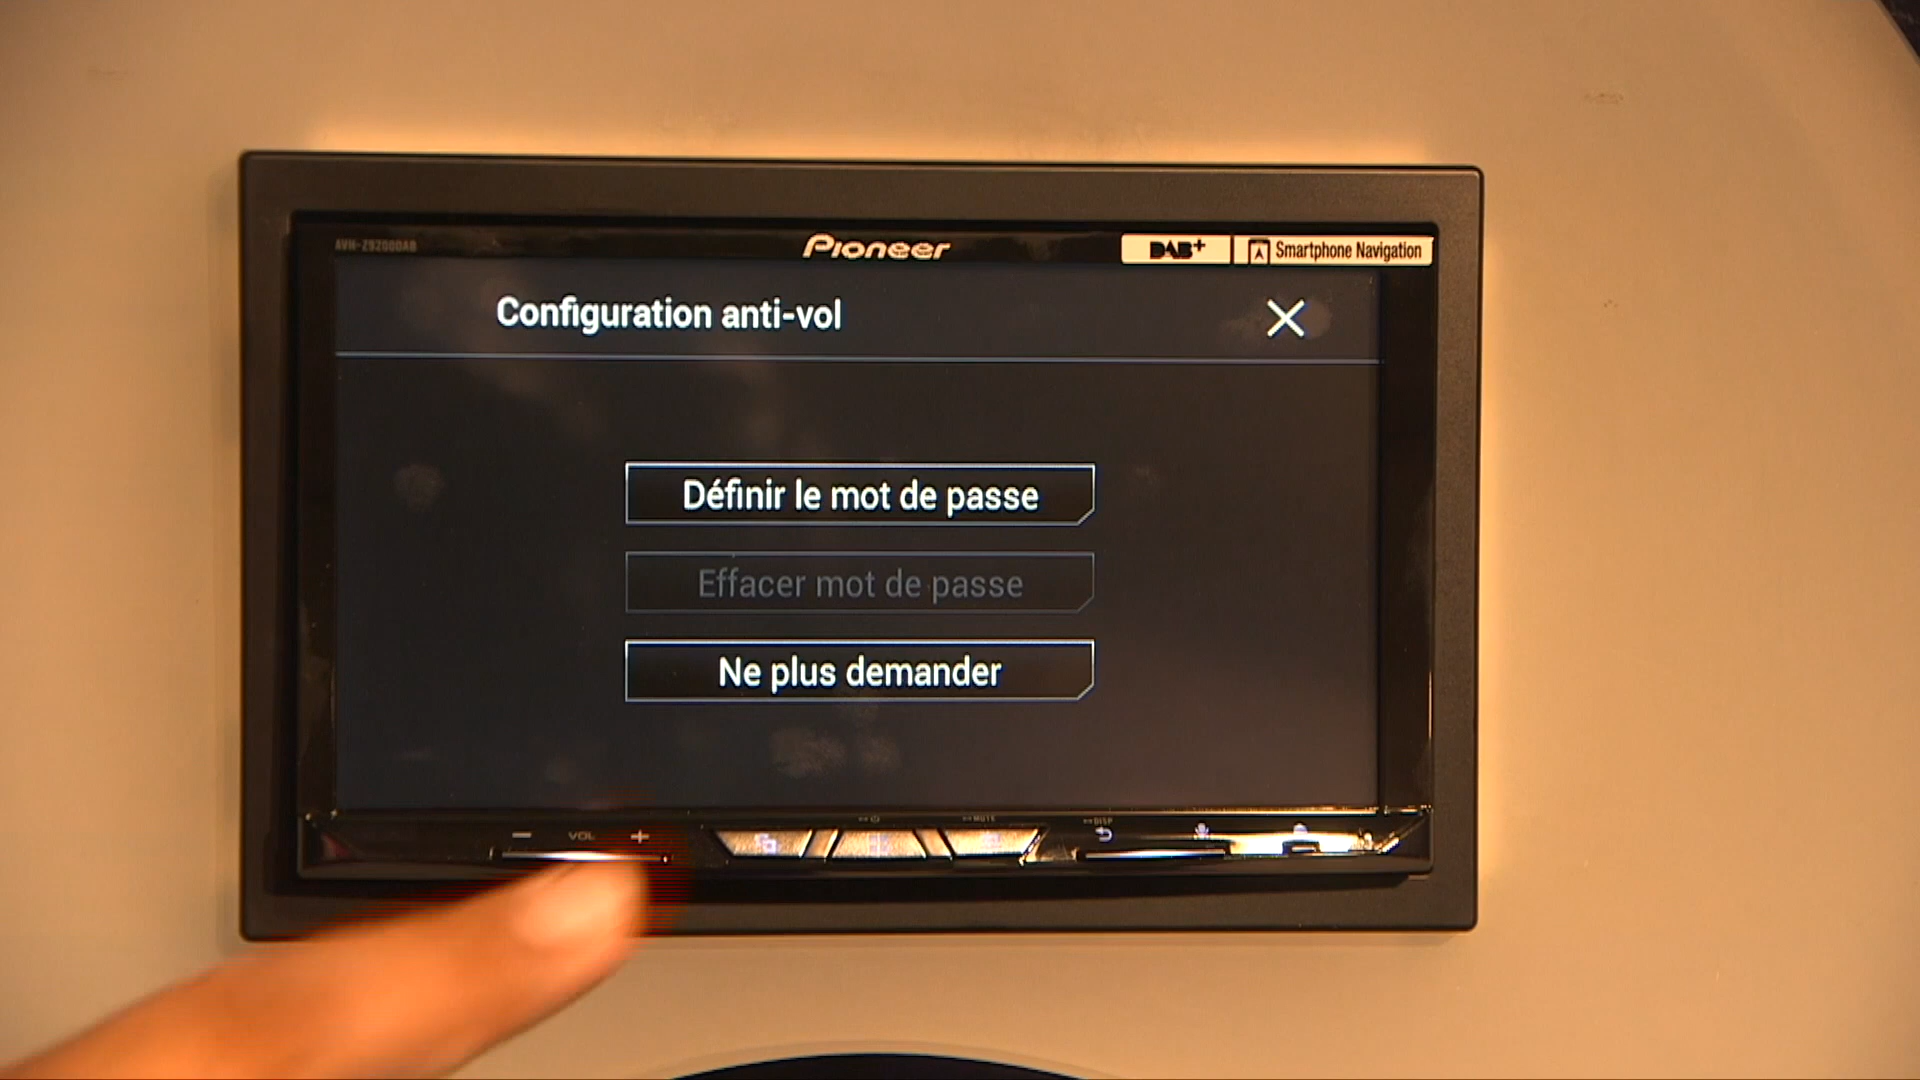 AVH-Z9200DAB
Pioneer
DAB+
Smartphone Navigation
Configuration anti-vol
Définir le mot de passe
Effacer mot de passe
Ne plus demander
VOL
MUTE
DISP